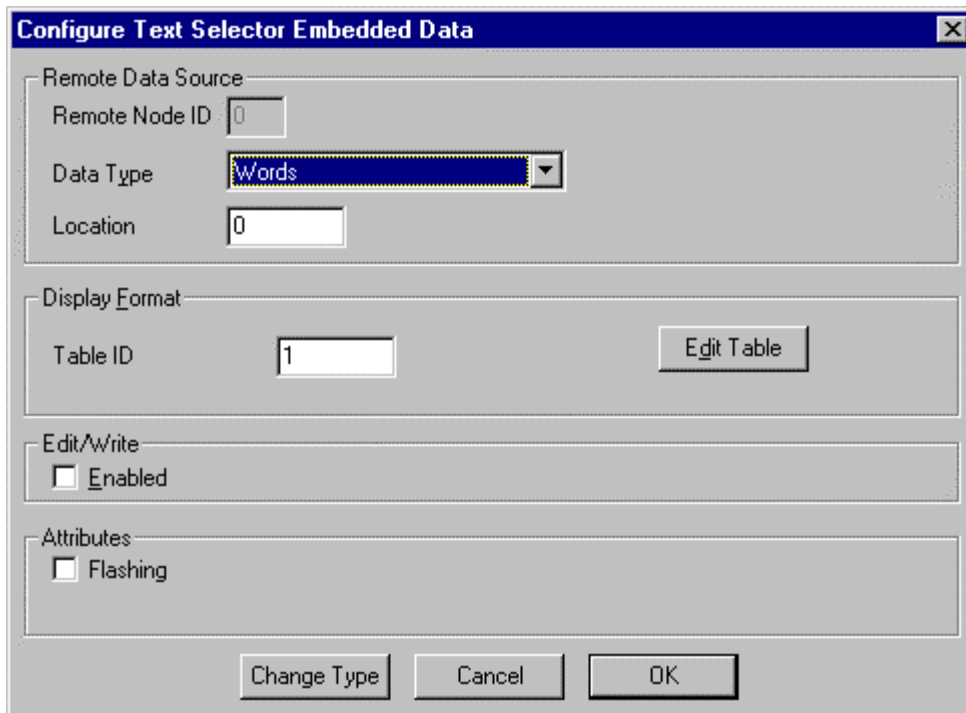 Configure Text Selector Embedded Data
Remote Data Source
Remote Node ID 0
Data Type Words
Location 0
Display Format
Table ID 1 Edit Table
Edit/Write
Enabled
Attributes
Flashing
Change Type Cancel OK